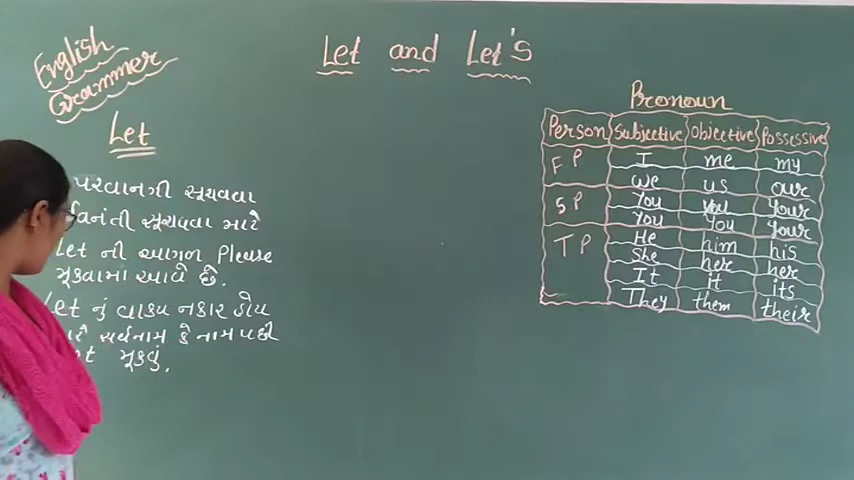 English
Grammer
Let and Let's
Let
પરવાનગી સૂચવવા
વિનંતી સૂચવવા માટે
Let ની આગળ Please
મૂકવામાં આવે છે.
Let નું વાક્ય નકાર હોય
સર્વનામ કે નામ પછી
મૂકવું.
Pronoun
Person Subjective Objective Possessive
FP I me my
we us our
SP You you Your
You you Your
TP He him his
She her her
It it its
They them their